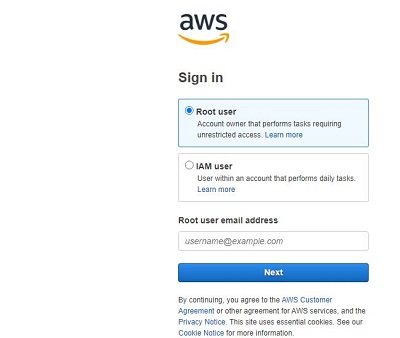 aws
Sign in
Root user
Account owner that performs tasks requiring
unrestricted access. Learn more
IAM user
User within an account that performs daily tasks.
Learn more
Root user email address
username@example.com
Next
By continuing, you agree to the AWS Customer
Agreement or other agreement for AWS services, and the
Privacy Notice. This site uses essential cookies. See our
Cookie Notice for more information.